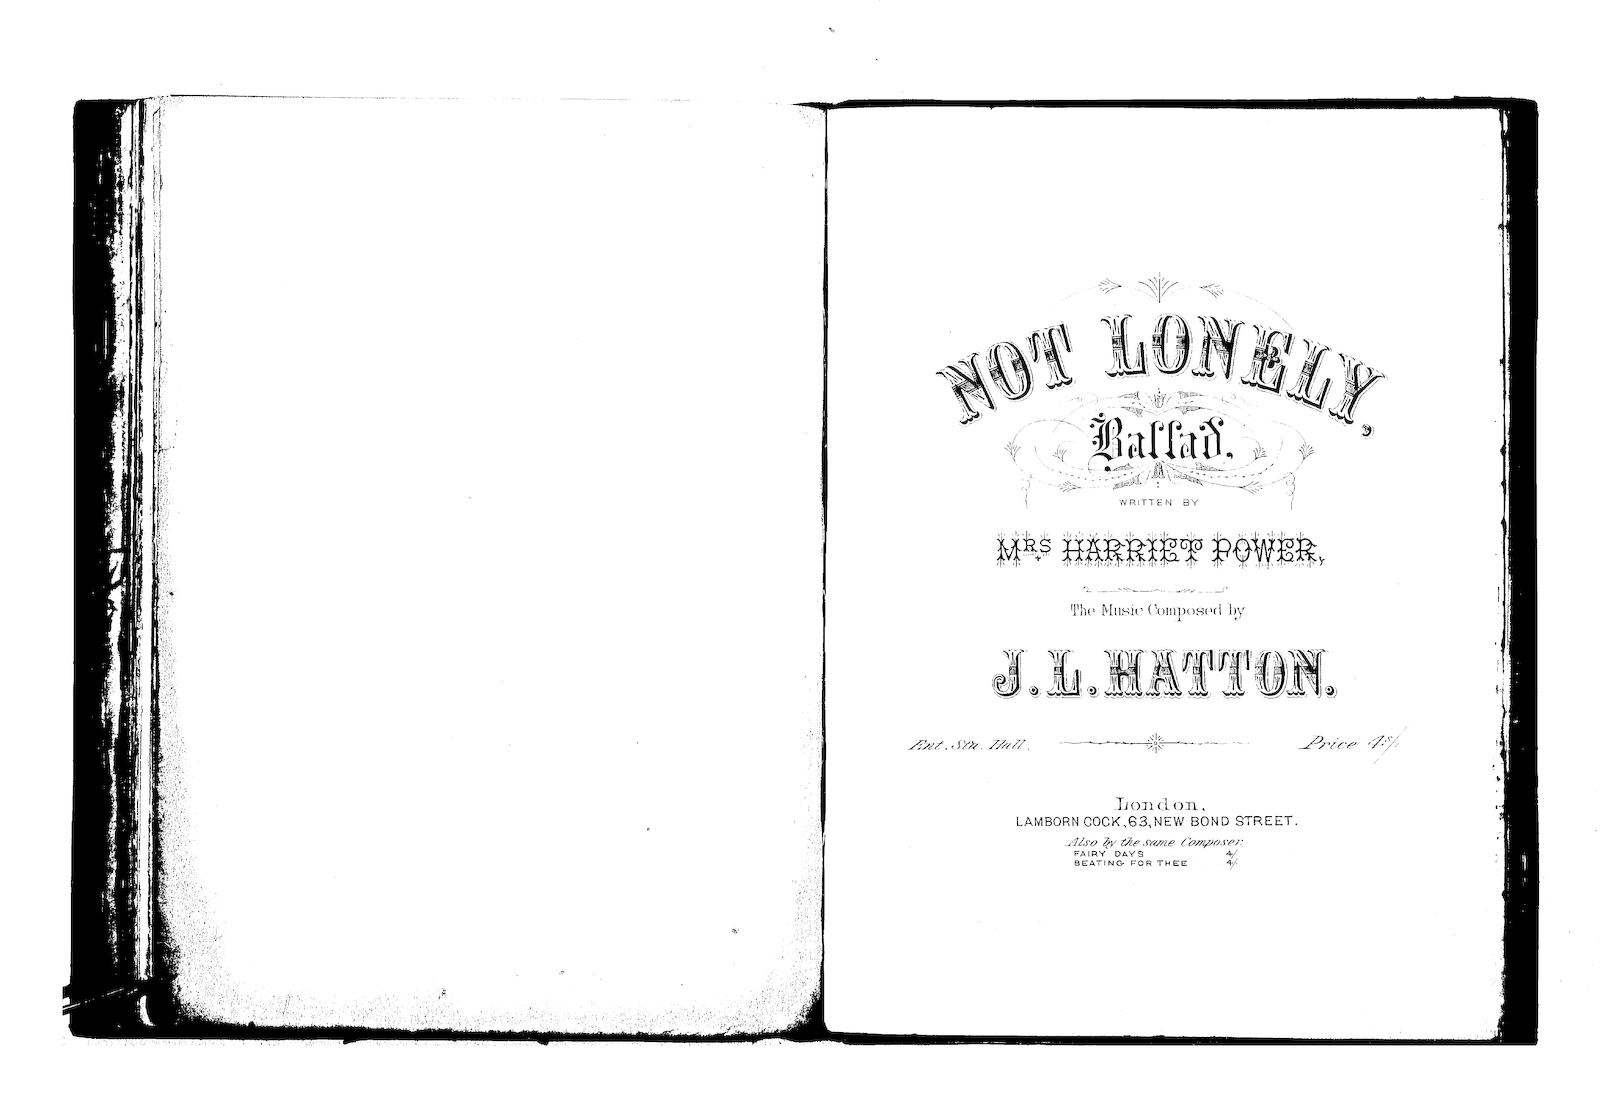 NOT LONELY,
Ballad,
WRITTEN BY
MRS HARRIET POWER,
The Music Composed by
J. L. HATTON.
Ent. Sta. Hall. Price 4s/
London,
LAMBORN COCK, 63, NEW BOND STREET.
Also by the same Composer.
FAIRY DAYS 4/
BEATING FOR THEE 4/